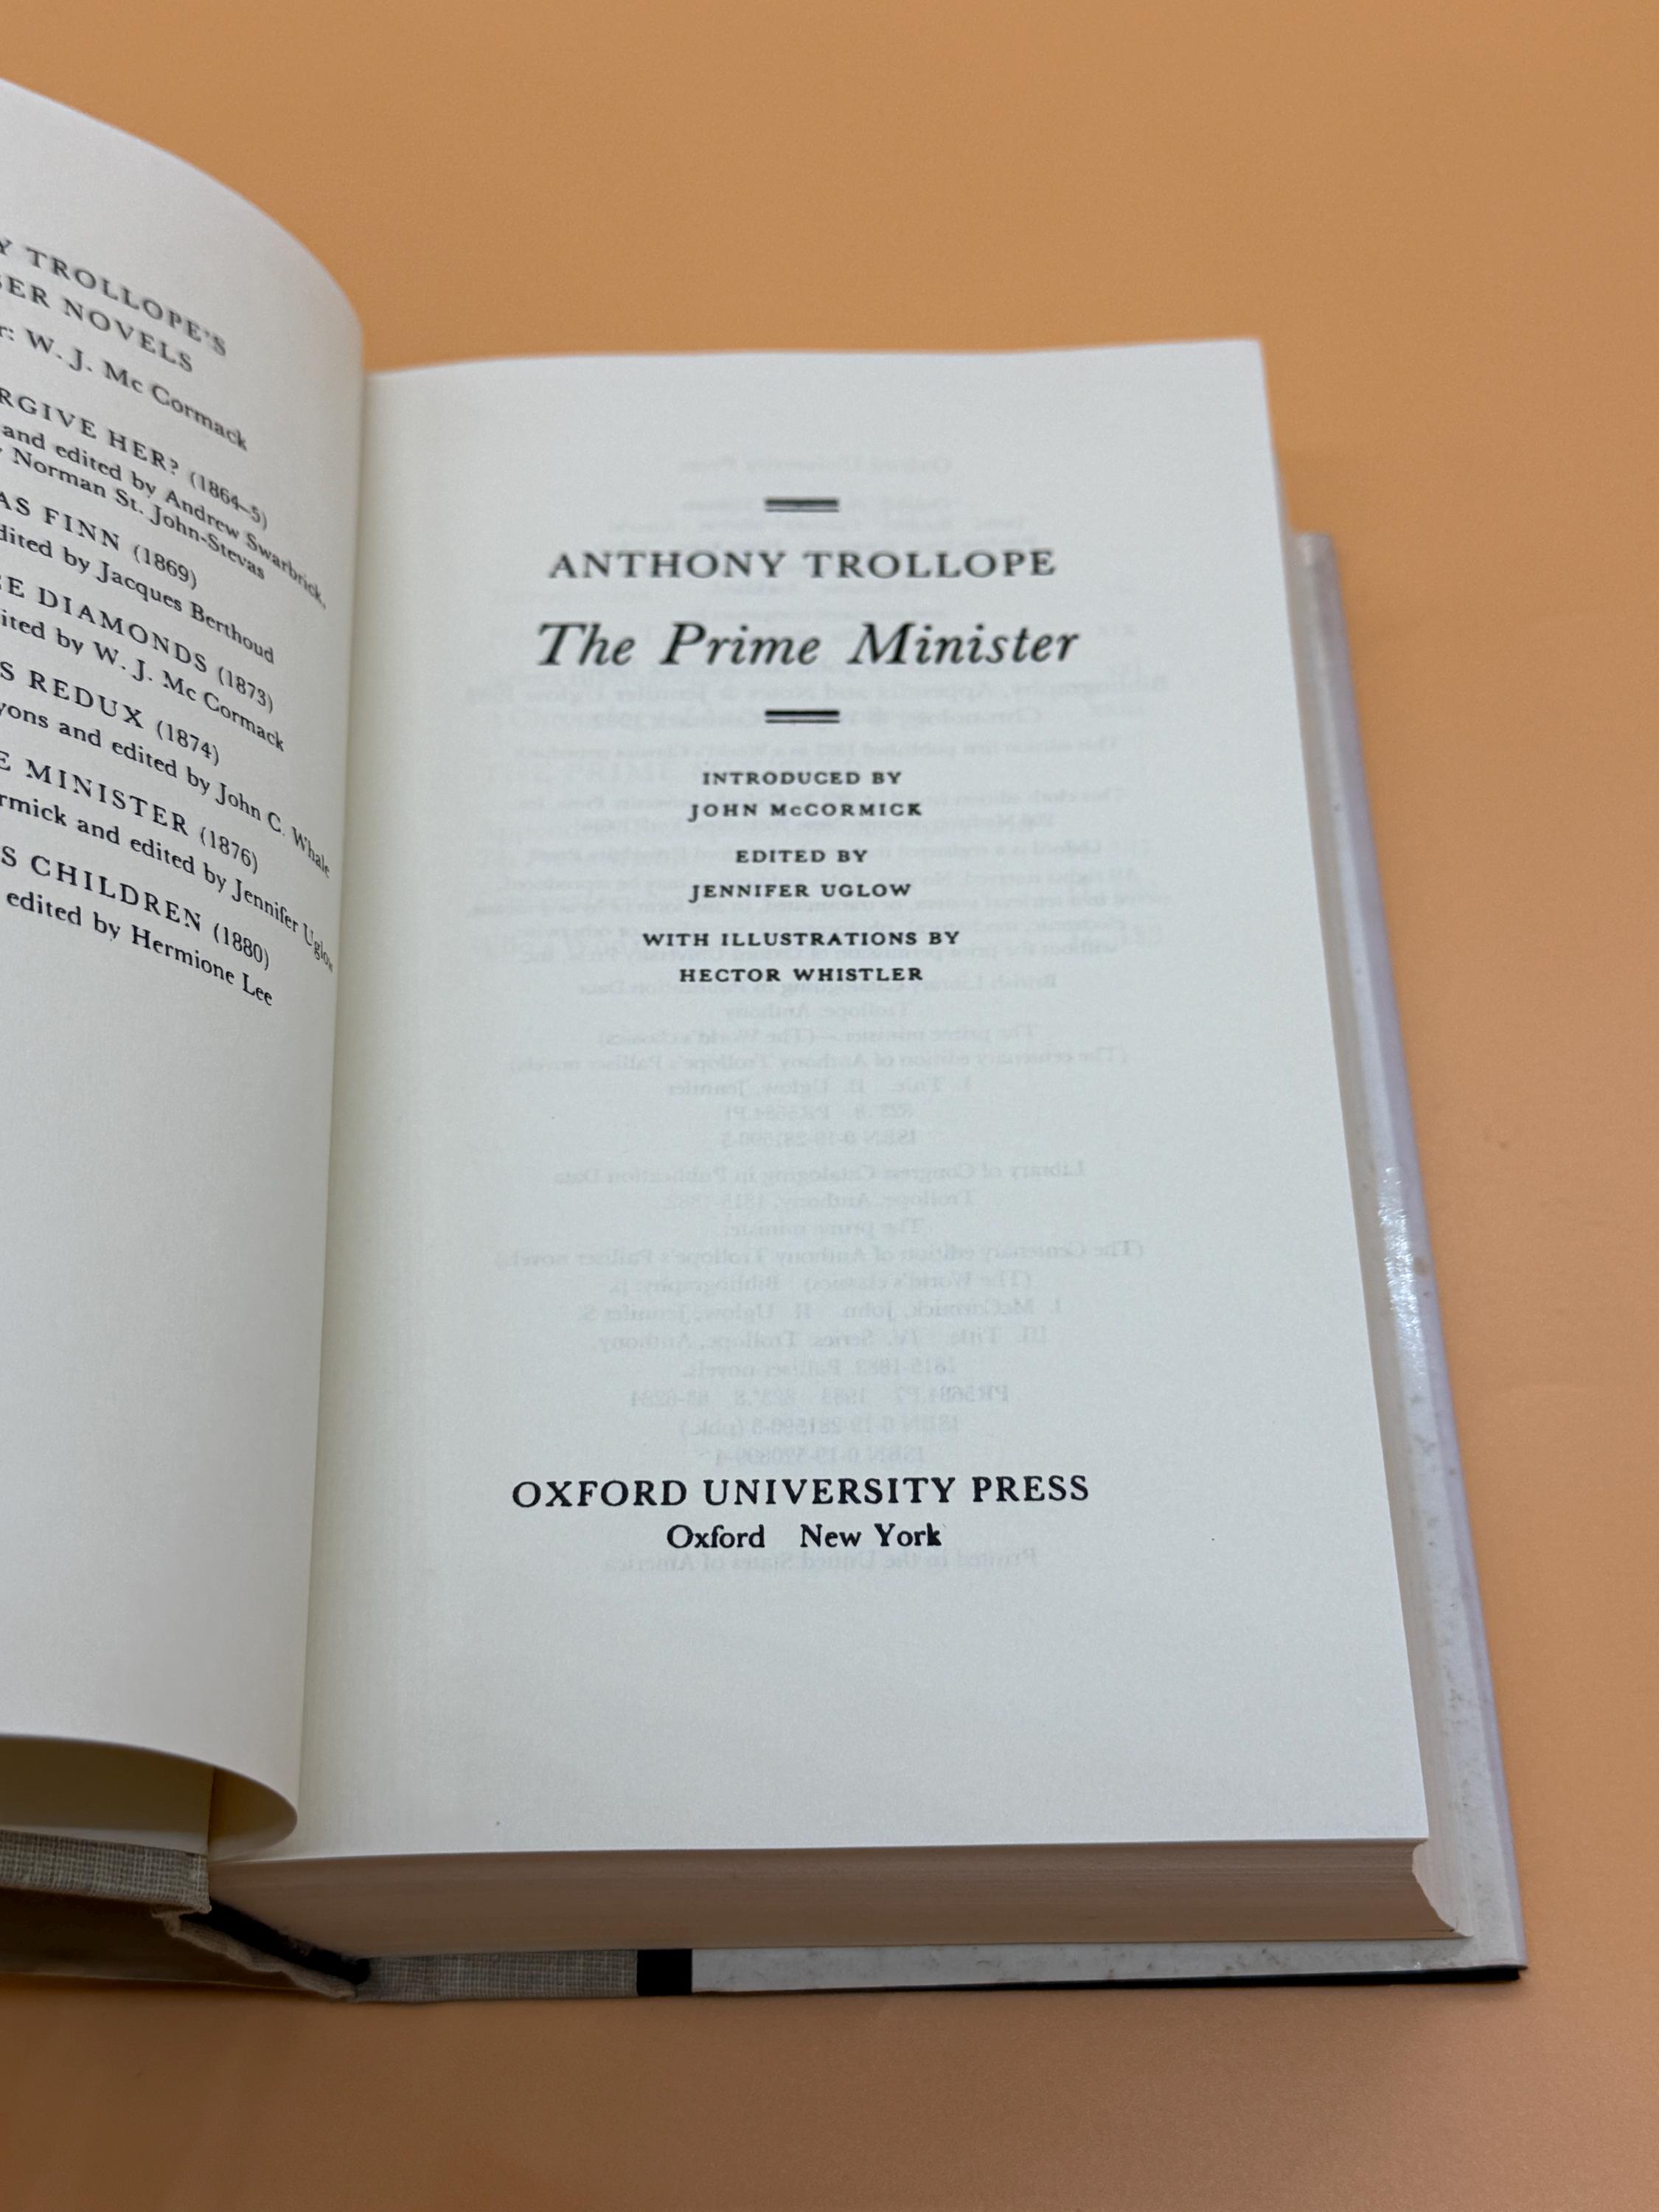 Y TROLLOPE'S
SER NOVELS
r: W. J. Mc Cormack
RGIVE HER? (1864–5)
and edited by Andrew Swarbrick,
Norman St. John-Stevas
AS FINN (1869)
dited by Jacques Berthoud
CE DIAMONDS (1873)
ited by W. J. Mc Cormack
S REDUX (1874)
yons and edited by John C. Whale
E MINISTER (1876)
rmick and edited by Jennifer Uglow
S CHILDREN (1880)
edited by Hermione Lee
ANTHONY TROLLOPE
The Prime Minister
INTRODUCED BY
JOHN McCORMICK
EDITED BY
JENNIFER UGLOW
WITH ILLUSTRATIONS BY
HECTOR WHISTLER
OXFORD UNIVERSITY PRESS
Oxford New York